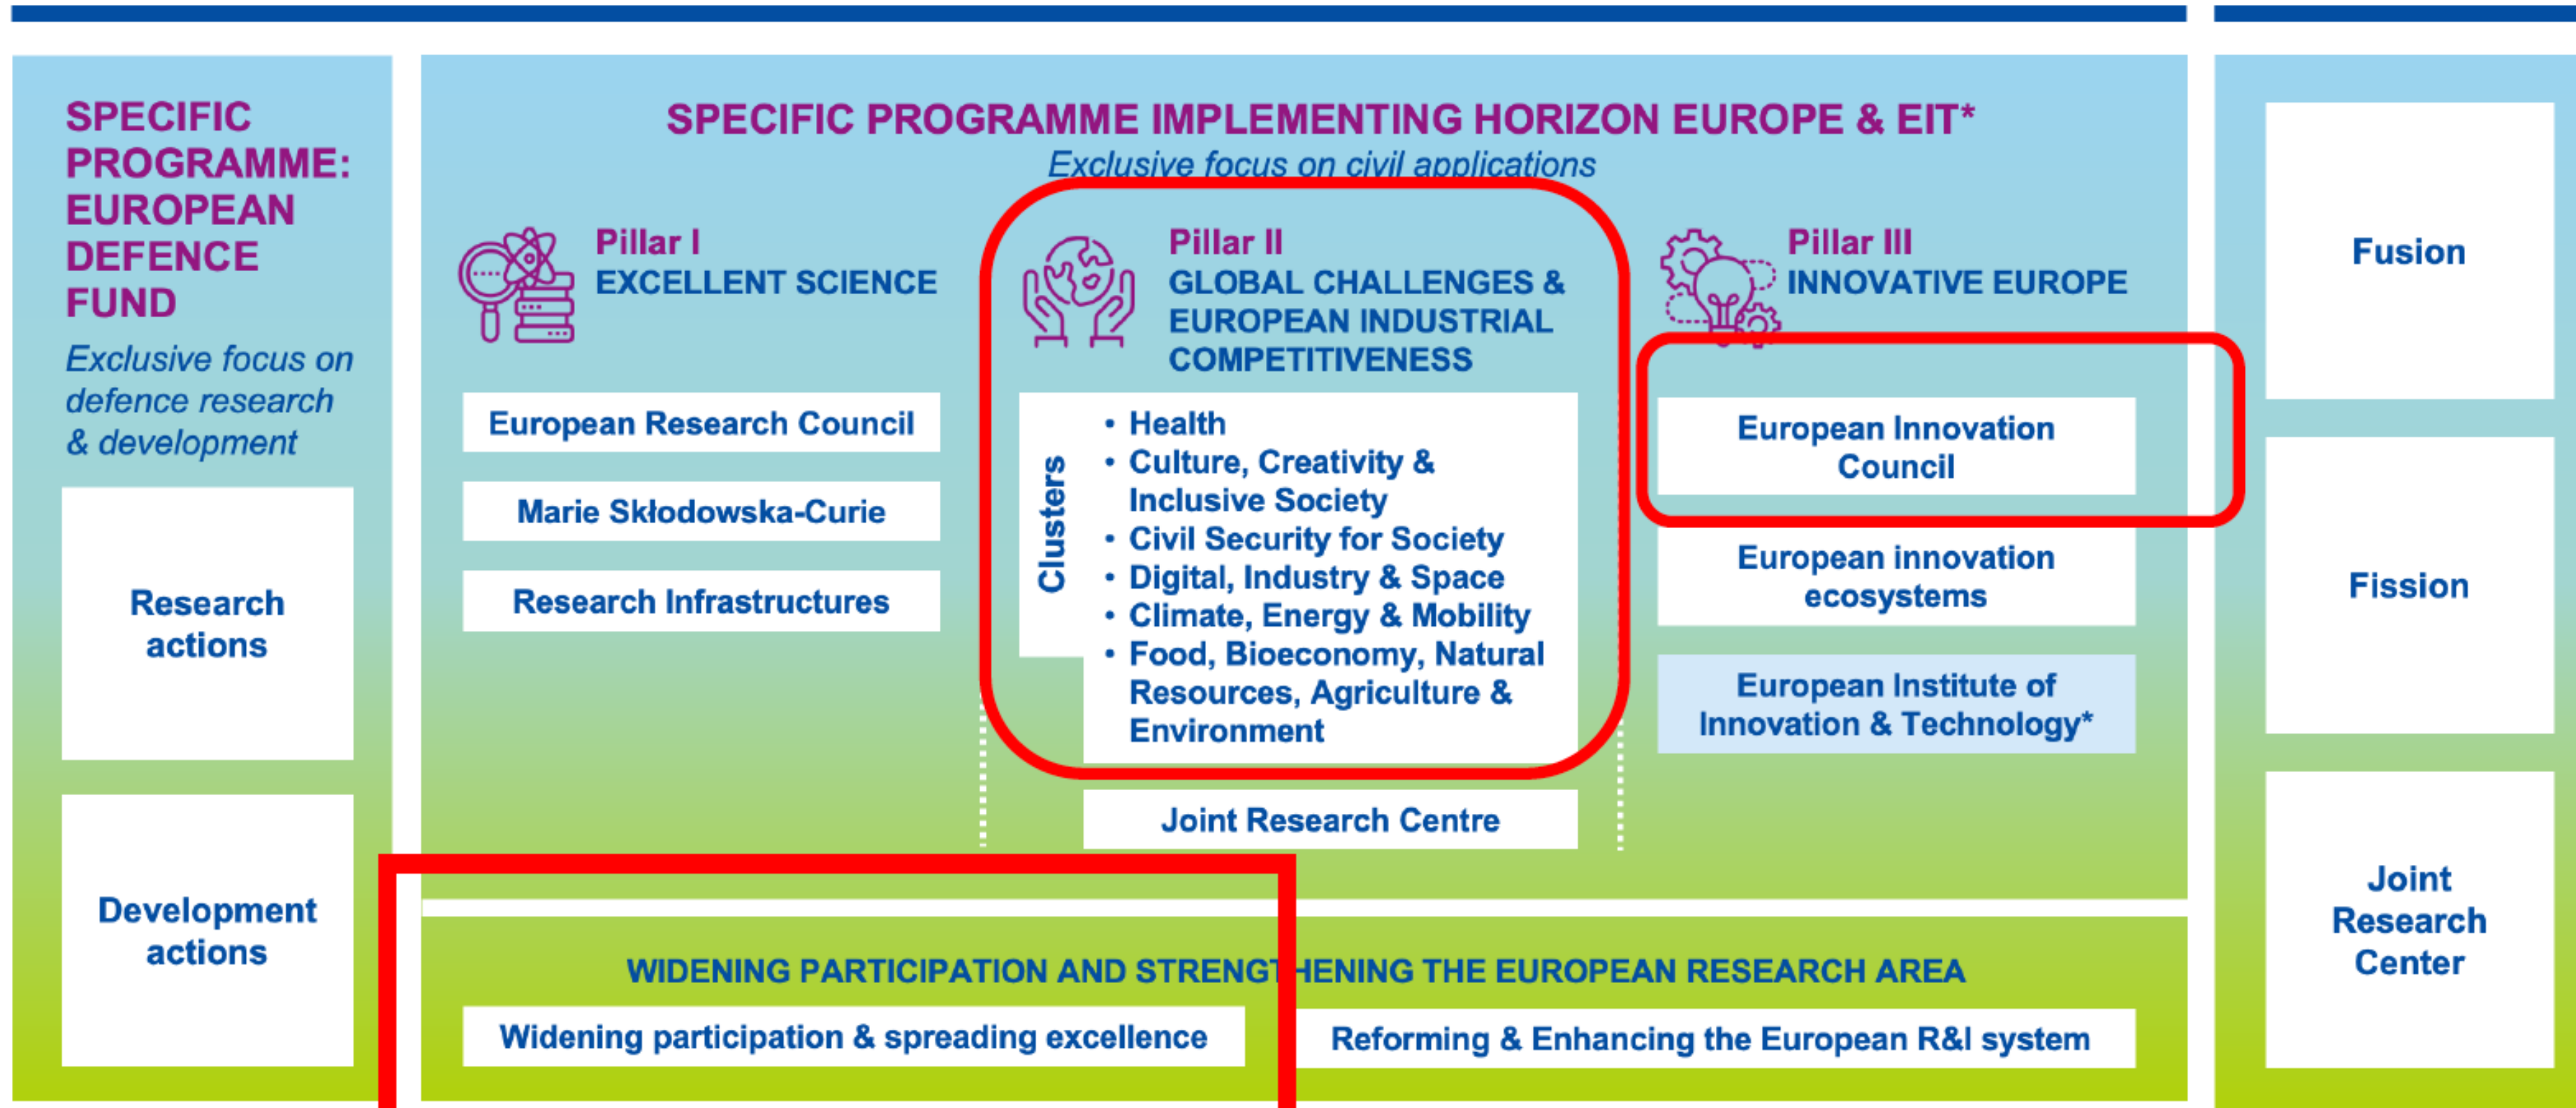 SPECIFIC
PROGRAMME:
EUROPEAN
DEFENCE
FUND
Exclusive focus on
defence research
& development
Research
actions
Development
actions
SPECIFIC PROGRAMME IMPLEMENTING HORIZON EUROPE & EIT*
Exclusive focus on civil applications
Pillar I
EXCELLENT SCIENCE
European Research Council
Marie Skłodowska-Curie
Research Infrastructures
Pillar II
GLOBAL CHALLENGES &
EUROPEAN INDUSTRIAL
COMPETITIVENESS
Clusters
• Health
• Culture, Creativity &
Inclusive Society
• Civil Security for Society
• Digital, Industry & Space
• Climate, Energy & Mobility
• Food, Bioeconomy, Natural
Resources, Agriculture &
Environment
Joint Research Centre
Pillar III
INNOVATIVE EUROPE
European Innovation
Council
European innovation
ecosystems
European Institute of
Innovation & Technology*
WIDENING PARTICIPATION AND STRENGTHENING THE EUROPEAN RESEARCH AREA
Widening participation & spreading excellence
Reforming & Enhancing the European R&I system
Fusion
Fission
Joint
Research
Center